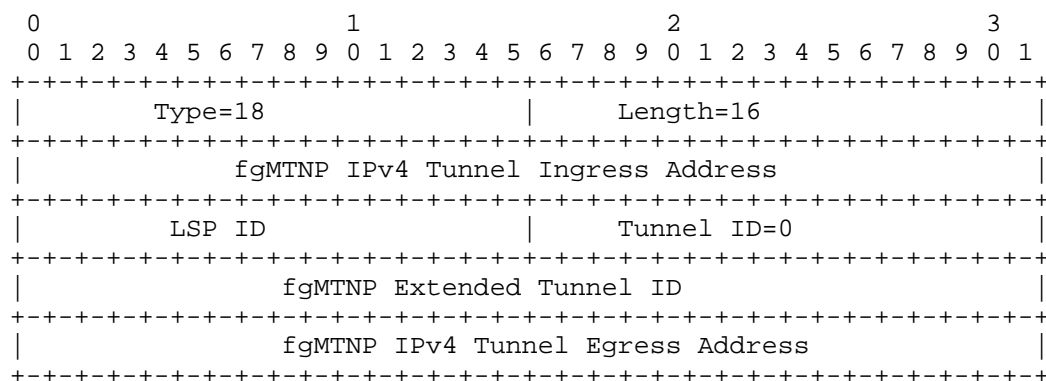 0                   1                   2                   3
 0 1 2 3 4 5 6 7 8 9 0 1 2 3 4 5 6 7 8 9 0 1 2 3 4 5 6 7 8 9 0 1
+-+-+-+-+-+-+-+-+-+-+-+-+-+-+-+-+-+-+-+-+-+-+-+-+-+-+-+-+-+-+-+-+
|        Type=18                |     Length=16                 |
+-+-+-+-+-+-+-+-+-+-+-+-+-+-+-+-+-+-+-+-+-+-+-+-+-+-+-+-+-+-+-+-+
|             fgMTNP IPv4 Tunnel Ingress Address                |
+-+-+-+-+-+-+-+-+-+-+-+-+-+-+-+-+-+-+-+-+-+-+-+-+-+-+-+-+-+-+-+-+
|         LSP ID                |     Tunnel ID=0               |
+-+-+-+-+-+-+-+-+-+-+-+-+-+-+-+-+-+-+-+-+-+-+-+-+-+-+-+-+-+-+-+-+
|                fgMTNP Extended Tunnel ID                      |
+-+-+-+-+-+-+-+-+-+-+-+-+-+-+-+-+-+-+-+-+-+-+-+-+-+-+-+-+-+-+-+-+
|                fgMTNP IPv4 Tunnel Egress Address              |
+-+-+-+-+-+-+-+-+-+-+-+-+-+-+-+-+-+-+-+-+-+-+-+-+-+-+-+-+-+-+-+-+